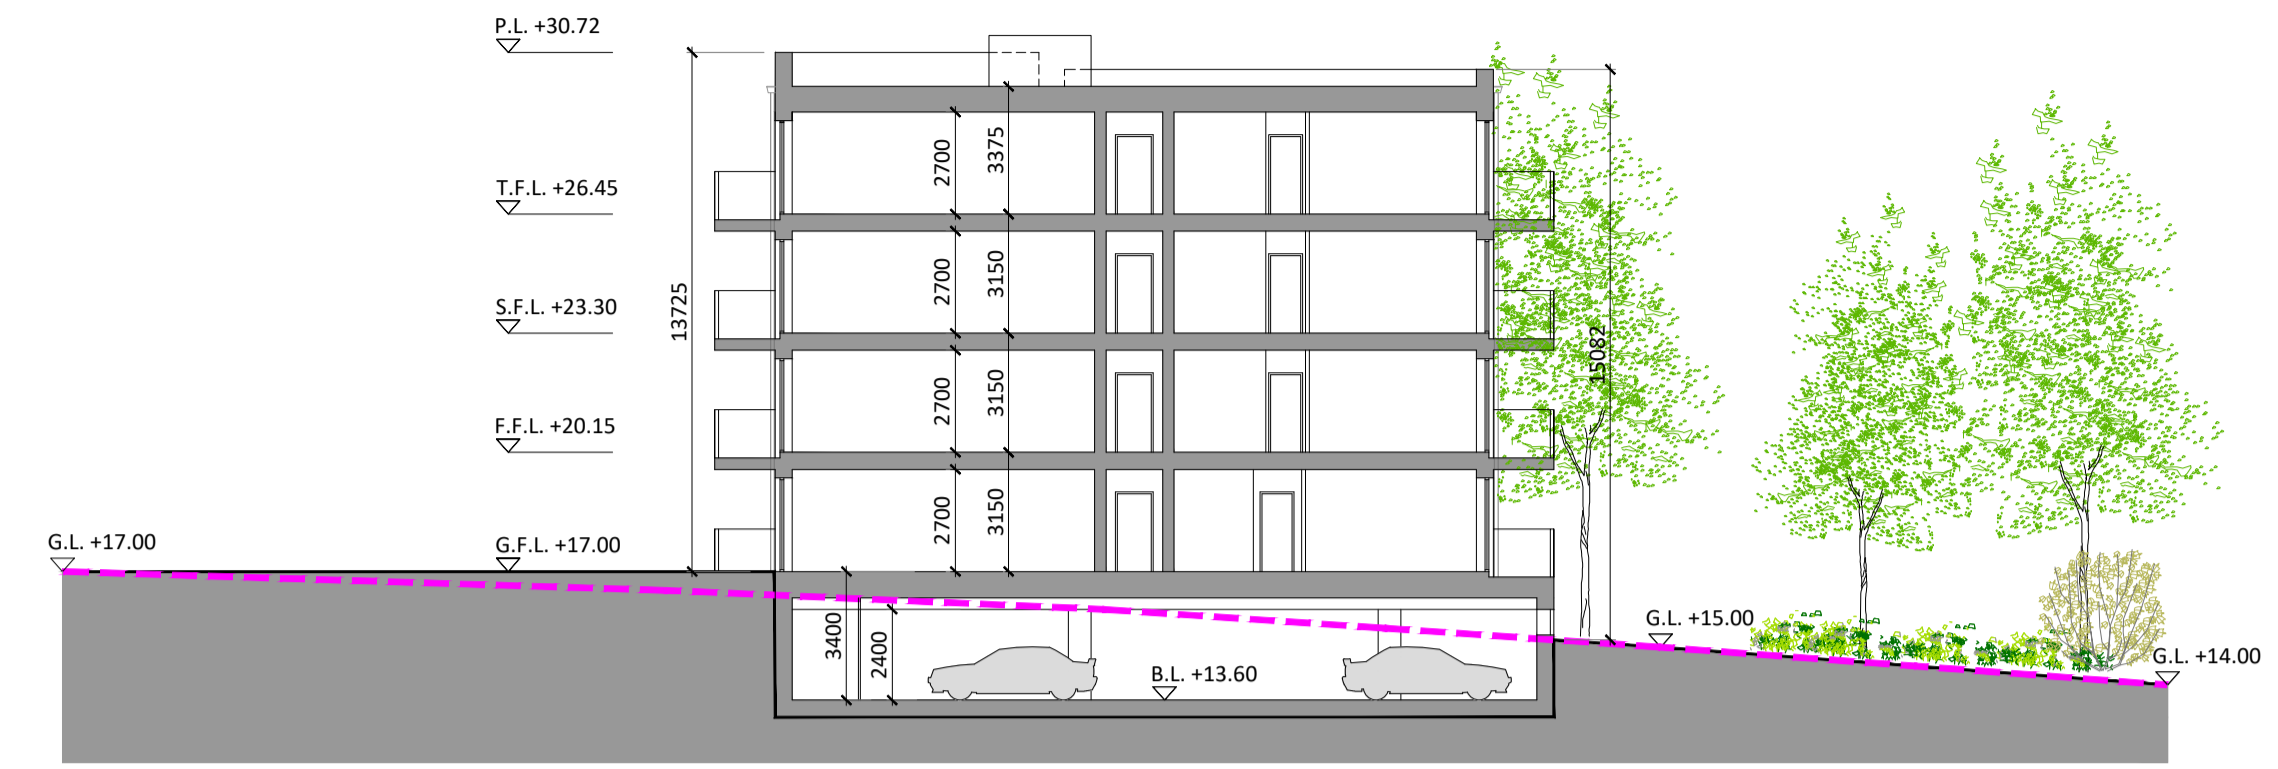 P.L. +30.72
T.F.L. +26.45
S.F.L. +23.30
F.F.L. +20.15
G.L. +17.00
G.F.L. +17.00
13725
2700
3375
2700
3150
2700
3150
2700
3150
15082
3400
2400
B.L. +13.60
G.L. +15.00
G.L. +14.00